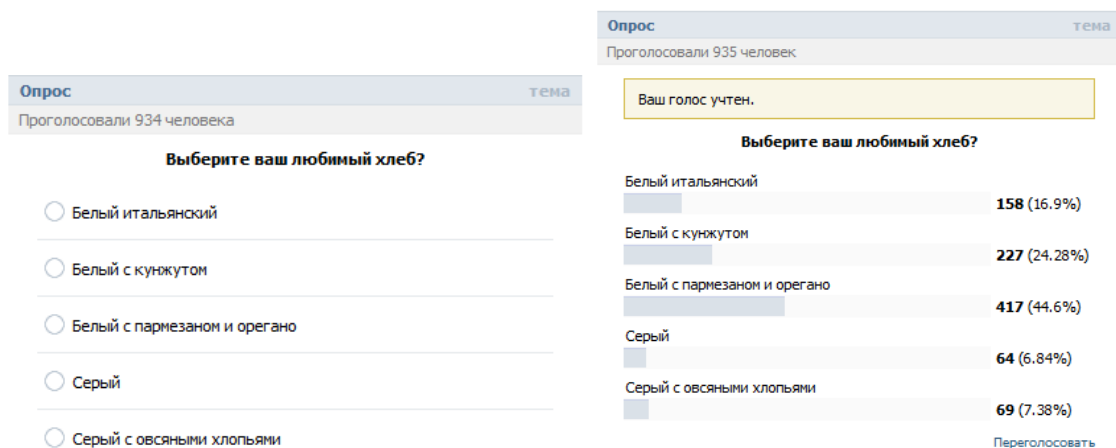 Опрос
тема
Проголосовали 934 человека
Выберите ваш любимый хлеб?
Белый итальянский
Белый с кунжутом
Белый с пармезаном и орегано
Серый
Серый с овсяными хлопьями
Опрос
тема
Проголосовали 935 человек
Ваш голос учтен.
Выберите ваш любимый хлеб?
Белый итальянский
158 (16.9%)
Белый с кунжутом
227 (24.28%)
Белый с пармезаном и орегано
417 (44.6%)
Серый
64 (6.84%)
Серый с овсяными хлопьями
69 (7.38%)
Переголосовать